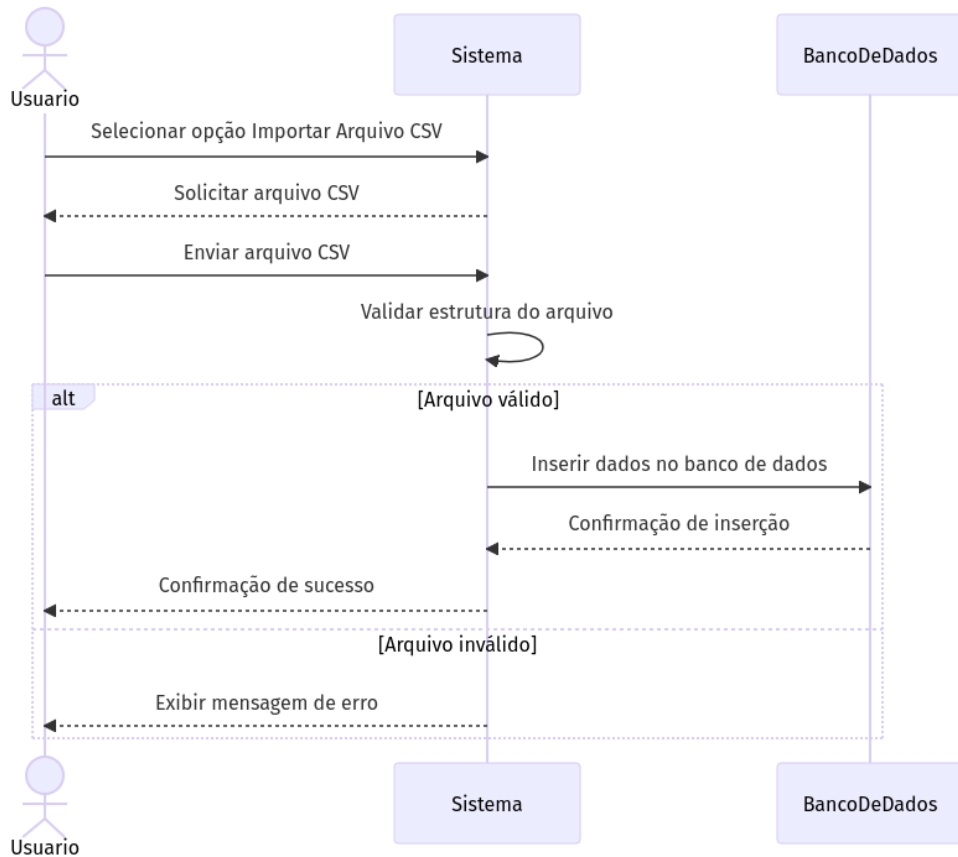 Usuario
Sistema
BancoDeDados
Selecionar opção Importar Arquivo CSV
Solicitar arquivo CSV
Enviar arquivo CSV
Validar estrutura do arquivo
alt
[Arquivo válido]
Inserir dados no banco de dados
Confirmação de inserção
Confirmação de sucesso
[Arquivo inválido]
Exibir mensagem de erro
Usuario
Sistema
BancoDeDados